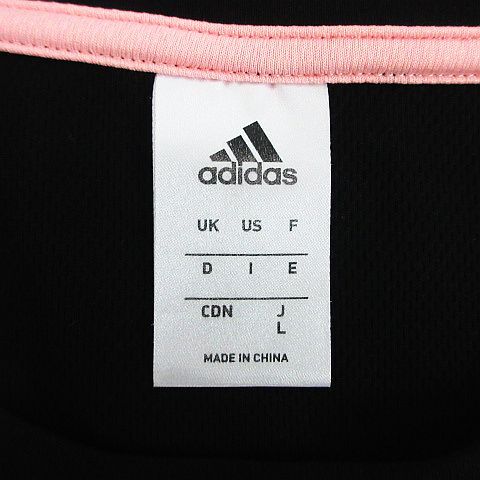 adidas
UK US F
D I E
CDN J
L
MADE IN CHINA